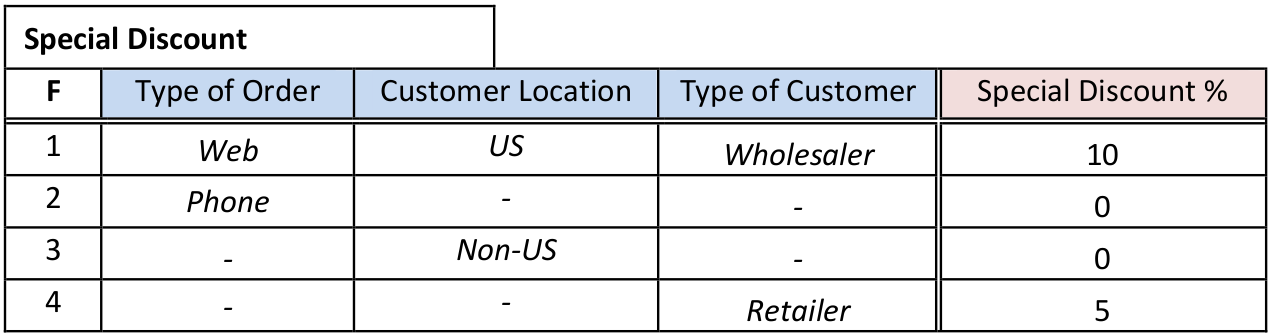 Special Discount
F Type of Order Customer Location Type of Customer Special Discount %
1 Web US Wholesaler 10
2 Phone - - 0
3 - Non-US - 0
4 - - Retailer 5